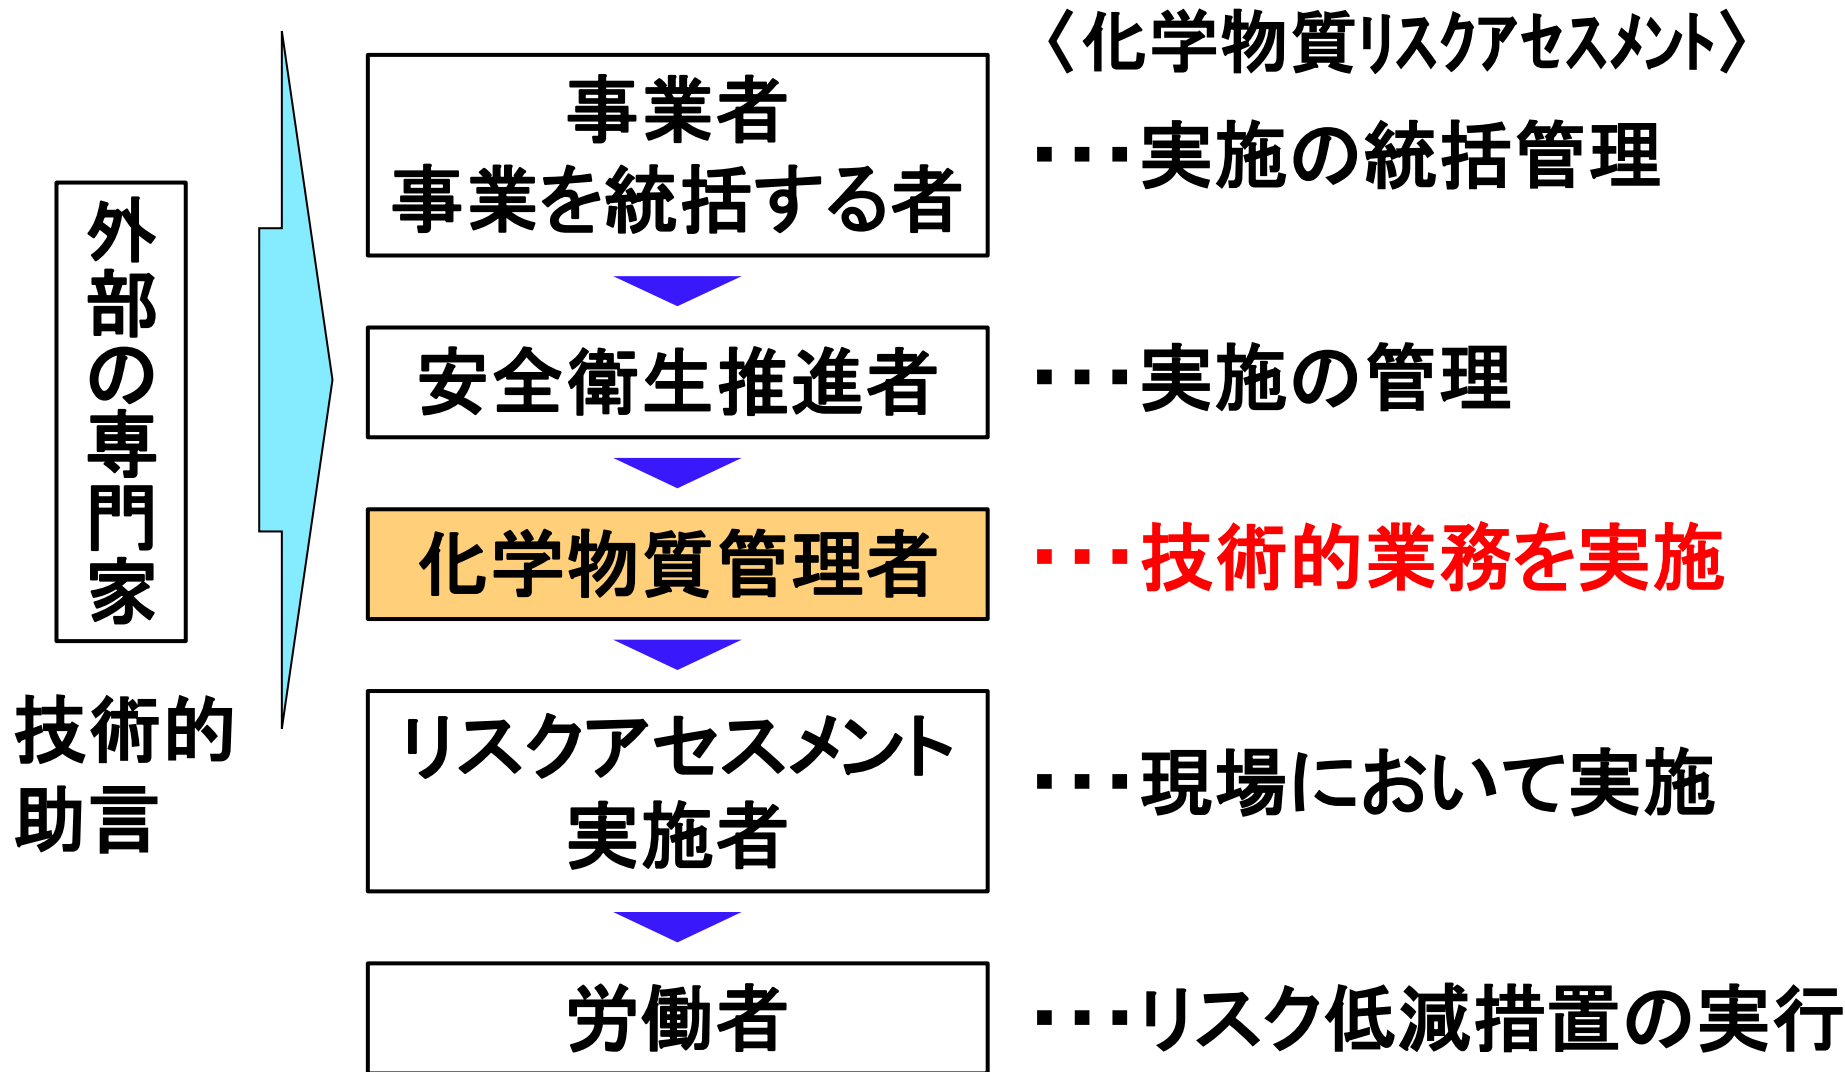 〈化学物質リスクアセスメント〉
事業者
事業を統括する者
・・・実施の統括管理
外部の専門家
安全衛生推進者
・・・実施の管理
化学物質管理者
・・・技術的業務を実施
技術的
助言
リスクアセスメント
実施者
・・・現場において実施
労働者
・・・リスク低減措置の実行